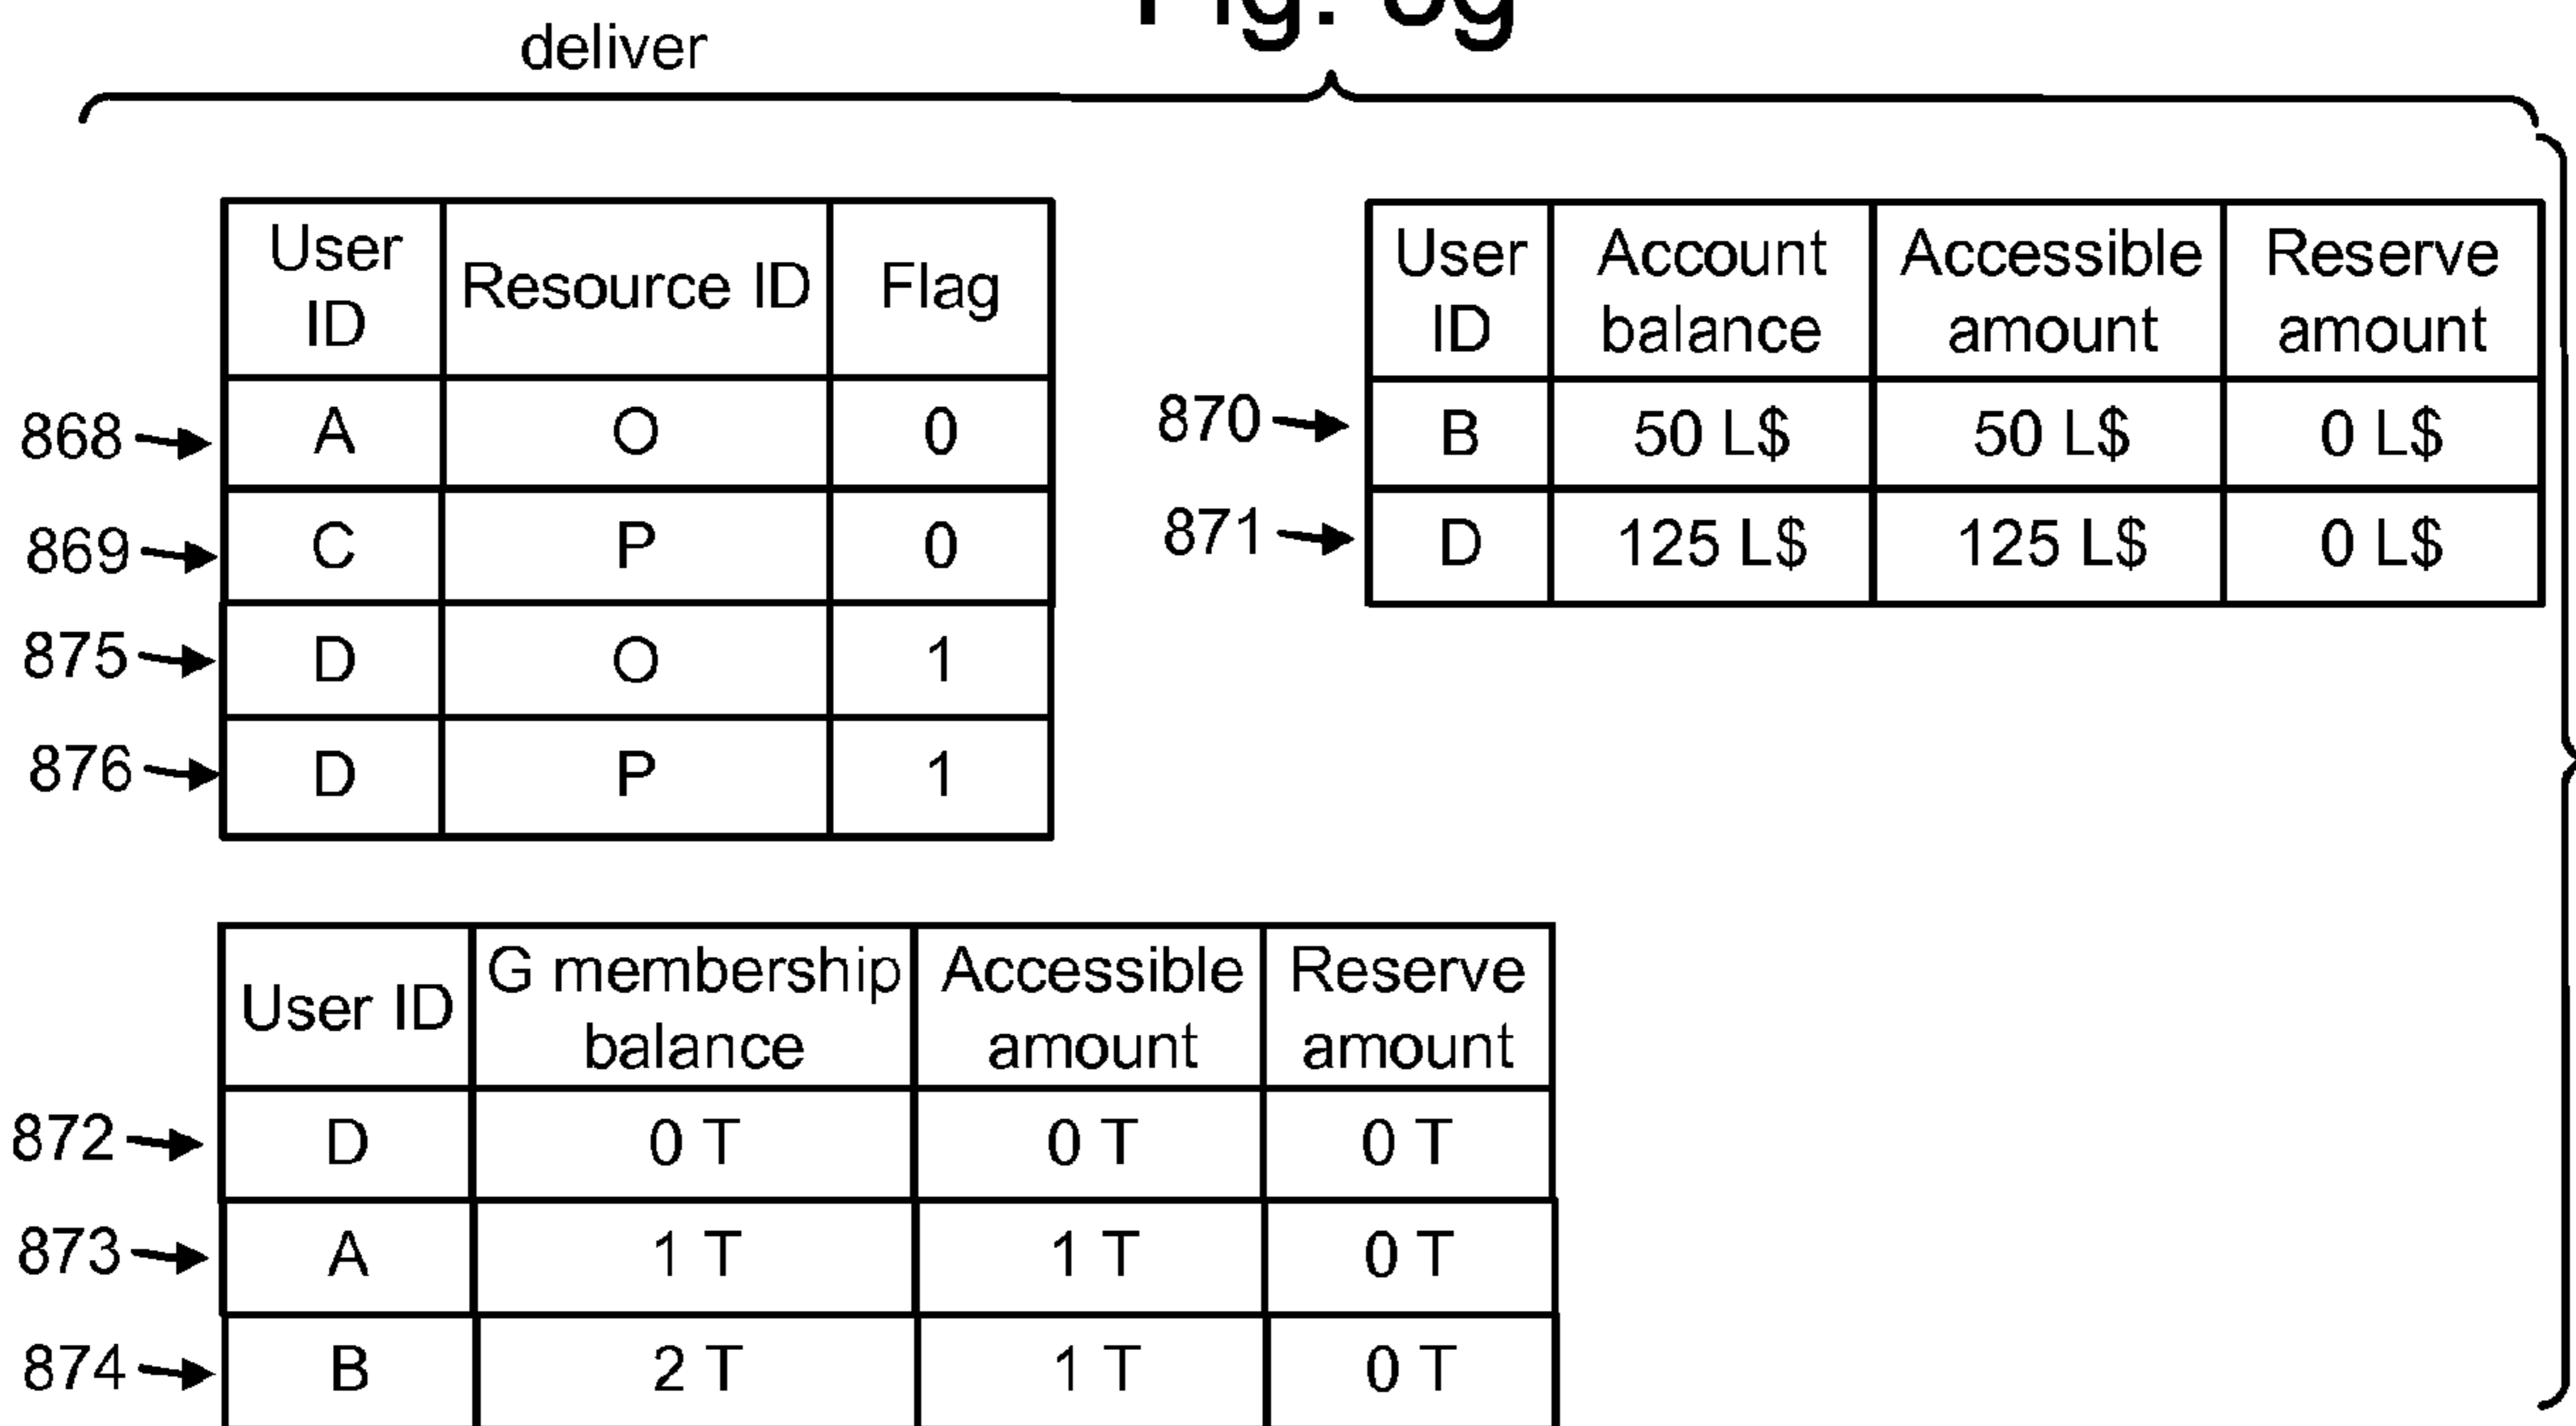 deliver
User ID Resource ID Flag
868 A O 0
869 C P 0
875 D O 1
876 D P 1
User ID Account balance Accessible amount Reserve amount
870 B 50 L$ 50 L$ 0 L$
871 D 125 L$ 125 L$ 0 L$
User ID G membership balance Accessible amount Reserve amount
872 D 0 T 0 T 0 T
873 A 1 T 1 T 0 T
874 B 2 T 1 T 0 T